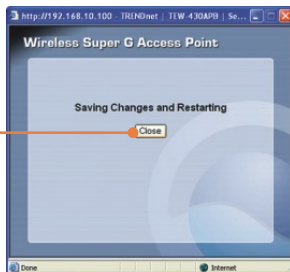 http://192.168.10.100 - TRENDnet | TEW-430APB | Se...
Wireless Super G Access Point
Saving Changes and Restarting
Close
Done
Internet